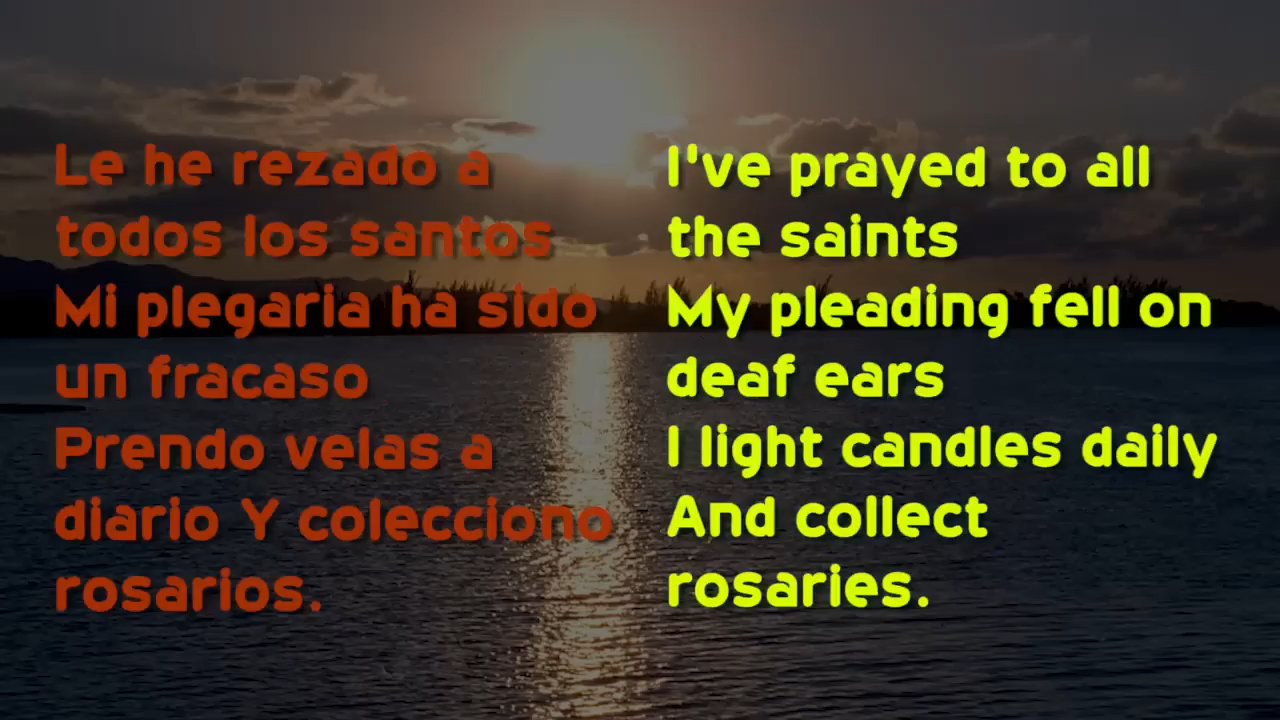 Le he rezado a
todos los santos
Mi plegaria ha sido
un fracaso
Prendo velas a
diario Y colecciono
rosarios.
I've prayed to all
the saints
My pleading fell on
deaf ears
I light candles daily
And collect
rosaries.